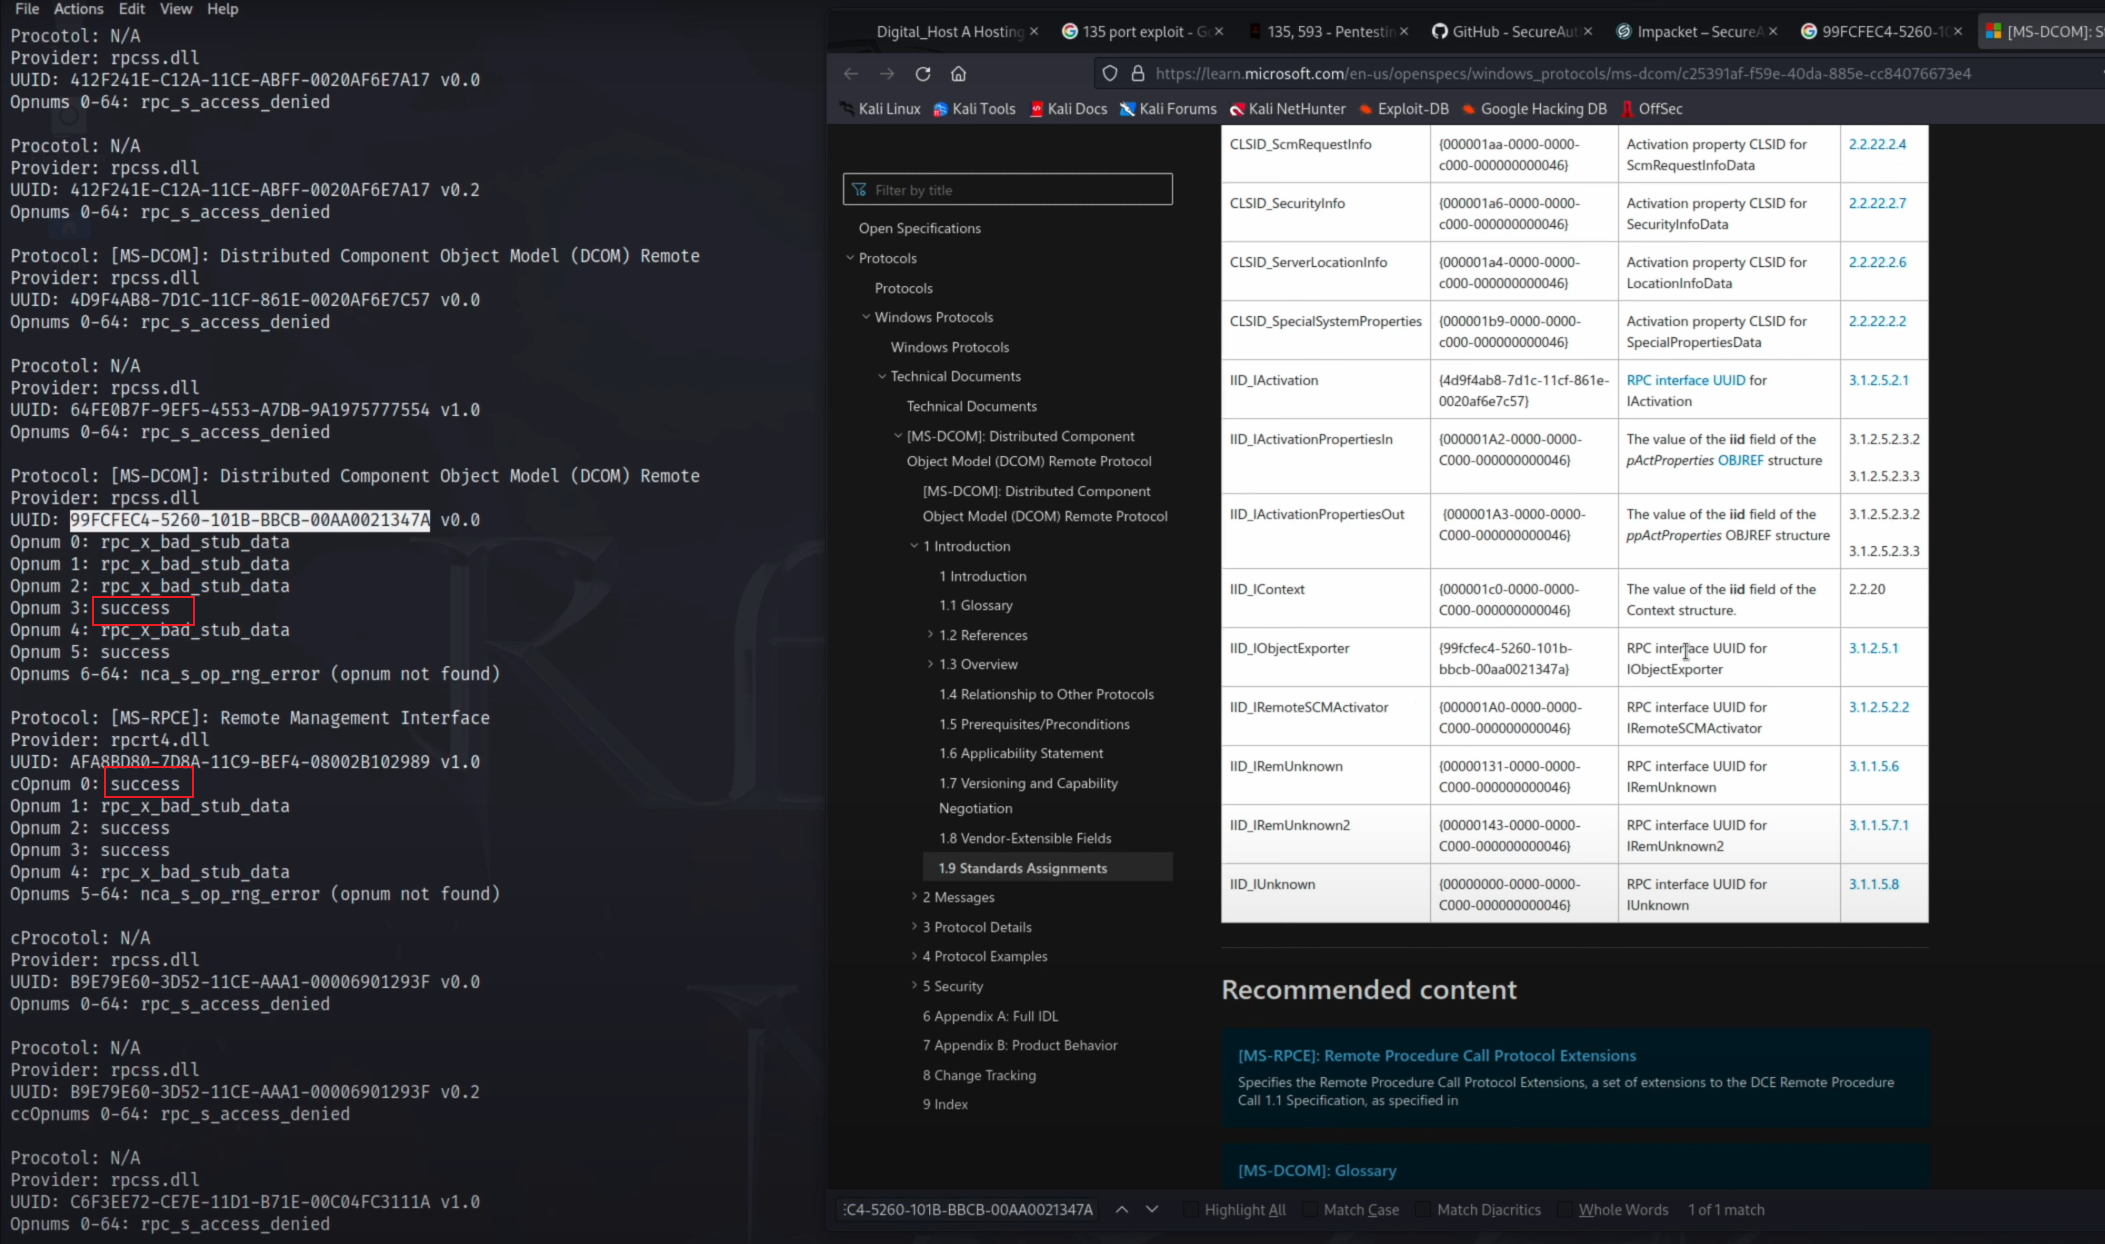 File Actions Edit View Help
Procotol: N/A
Provider: rpcss.dll
UUID: 412F241E-C12A-11CE-ABFF-0020AF6E7A17 v0.0
Opnums 0-64: rpc_s_access_denied
Procotol: N/A
Provider: rpcss.dll
UUID: 412F241E-C12A-11CE-ABFF-0020AF6E7A17 v0.2
Opnums 0-64: rpc_s_access_denied
Protocol: [MS-DCOM]: Distributed Component Object Model (DCOM) Remote
Provider: rpcss.dll
UUID: 4D9F4AB8-7D1C-11CF-861E-0020AF6E7C57 v0.0
Opnums 0-64: rpc_s_access_denied
Procotol: N/A
Provider: rpcss.dll
UUID: 64FE0B7F-9EF5-4553-A7DB-9A1975777554 v1.0
Opnums 0-64: rpc_s_access_denied
Protocol: [MS-DCOM]: Distributed Component Object Model (DCOM) Remote
Provider: rpcss.dll
UUID: 99FCFEC4-5260-101B-BBCB-00AA0021347A v0.0
Opnum 0: rpc_x_bad_stub_data
Opnum 1: rpc_x_bad_stub_data
Opnum 2: rpc_x_bad_stub_data
Opnum 3: success
Opnum 4: rpc_x_bad_stub_data
Opnum 5: success
Opnums 6-64: nca_s_op_rng_error (opnum not found)
Protocol: [MS-RPCE]: Remote Management Interface
Provider: rpcrt4.dll
UUID: AFA8BD80-7D8A-11C9-BEF4-08002B102989 v1.0
cOpnum 0: success
Opnum 1: rpc_x_bad_stub_data
Opnum 2: success
Opnum 3: success
Opnum 4: rpc_x_bad_stub_data
Opnums 5-64: nca_s_op_rng_error (opnum not found)
cProcotol: N/A
Provider: rpcss.dll
UUID: B9E79E60-3D52-11CE-AAA1-00006901293F v0.0
Opnums 0-64: rpc_s_access_denied
Procotol: N/A
Provider: rpcss.dll
UUID: B9E79E60-3D52-11CE-AAA1-00006901293F v0.2
ccOpnums 0-64: rpc_s_access_denied
Procotol: N/A
Provider: rpcss.dll
UUID: C6F3EE72-CE7E-11D1-B71E-00C04FC3111A v1.0
Opnums 0-64: rpc_s_access_denied
Digital_Host A Hosting 135 port exploit - G 135, 593 - Pentestin GitHub - SecureAut Impacket – SecureA 99FCFEC4-5260-10 [MS-DCOM]: S
https://learn.microsoft.com/en-us/openspecs/windows_protocols/ms-dcom/c25391af-f59e-40da-885e-cc84076673e4
Kali Linux Kali Tools Kali Docs Kali Forums Kali NetHunter Exploit-DB Google Hacking DB OffSec
Filter by title
Open Specifications
Protocols
Protocols
Windows Protocols
Windows Protocols
Technical Documents
Technical Documents
[MS-DCOM]: Distributed Component
Object Model (DCOM) Remote Protocol
[MS-DCOM]: Distributed Component
Object Model (DCOM) Remote Protocol
1 Introduction
1 Introduction
1.1 Glossary
1.2 References
1.3 Overview
1.4 Relationship to Other Protocols
1.5 Prerequisites/Preconditions
1.6 Applicability Statement
1.7 Versioning and Capability
Negotiation
1.8 Vendor-Extensible Fields
1.9 Standards Assignments
2 Messages
3 Protocol Details
4 Protocol Examples
5 Security
6 Appendix A: Full IDL
7 Appendix B: Product Behavior
8 Change Tracking
9 Index
CLSID_ScmRequestInfo {000001aa-0000-0000- Activation property CLSID for 2.2.22.2.4
c000-000000000046} ScmRequestInfoData
CLSID_SecurityInfo {000001a6-0000-0000- Activation property CLSID for 2.2.22.2.7
c000-000000000046} SecurityInfoData
CLSID_ServerLocationInfo {000001a4-0000-0000- Activation property CLSID for 2.2.22.2.6
c000-000000000046} LocationInfoData
CLSID_SpecialSystemProperties {000001b9-0000-0000- Activation property CLSID for 2.2.22.2.2
c000-000000000046} SpecialPropertiesData
IID_IActivation {4d9f4ab8-7d1c-11cf-861e- RPC interface UUID for 3.1.2.5.2.1
0020af6e7c57} IActivation
IID_IActivationPropertiesIn {000001A2-0000-0000- The value of the iid field of the 3.1.2.5.2.3.2
C000-000000000046} pActProperties OBJREF structure
3.1.2.5.2.3.3
IID_IActivationPropertiesOut {000001A3-0000-0000- The value of the iid field of the 3.1.2.5.2.3.2
C000-000000000046} ppActProperties OBJREF structure
3.1.2.5.2.3.3
IID_IContext {000001c0-0000-0000- The value of the iid field of the 2.2.20
C000-000000000046} Context structure.
IID_IObjectExporter {99fcfec4-5260-101b- RPC interface UUID for 3.1.2.5.1
bbcb-00aa0021347a} IObjectExporter
IID_IRemoteSCMActivator {000001A0-0000-0000- RPC interface UUID for 3.1.2.5.2.2
C000-000000000046} IRemoteSCMActivator
IID_IRemUnknown {00000131-0000-0000- RPC interface UUID for 3.1.1.5.6
C000-000000000046} IRemUnknown
IID_IRemUnknown2 {00000143-0000-0000- RPC interface UUID for 3.1.1.5.7.1
C000-000000000046} IRemUnknown2
IID_IUnknown {00000000-0000-0000- RPC interface UUID for 3.1.1.5.8
C000-000000000046} IUnknown
Recommended content
[MS-RPCE]: Remote Procedure Call Protocol Extensions
Specifies the Remote Procedure Call Protocol Extensions, a set of extensions to the DCE Remote Procedure
Call 1.1 Specification, as specified in
[MS-DCOM]: Glossary
:C4-5260-101B-BBCB-00AA0021347A Highlight All Match Case Match Diacritics Whole Words 1 of 1 match